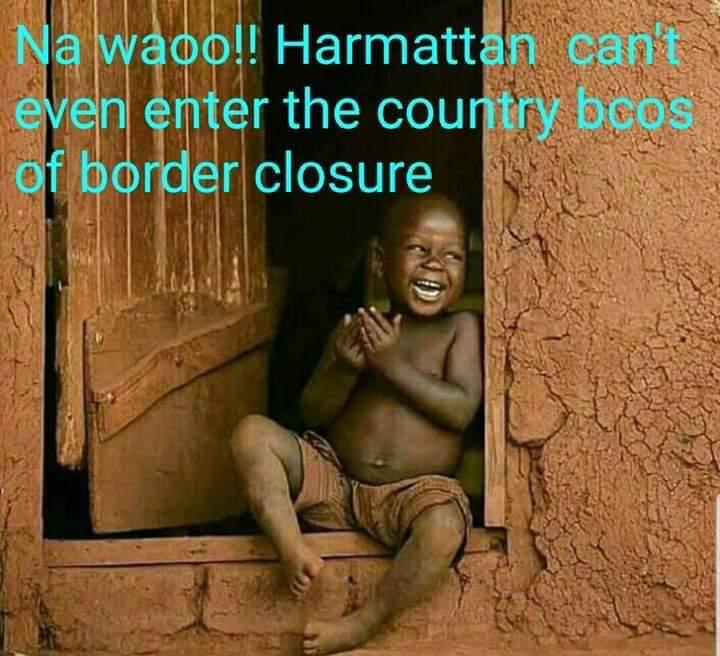 Na waoo!! Harmattan can't
even enter the country bcos
of border closure